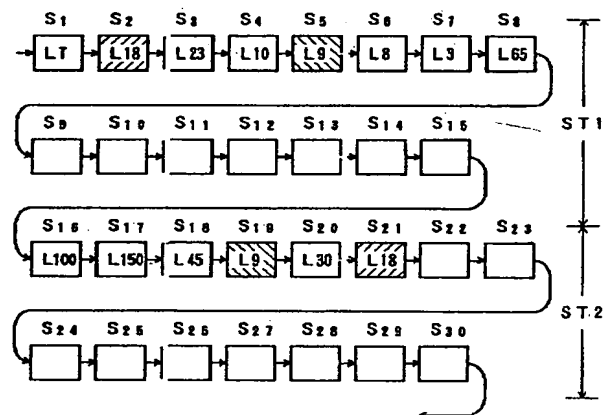 S1 S2 S3 S4 S5 S6 S7 S8
LT L18 L23 L10 L9 L8 L3 L65
S9 S10 S11 S12 S13 S14 S15
ST1
S16 S17 S18 S19 S20 S21 S22 S23
L100 L150 L45 L9 L30 L18
ST2
S24 S25 S26 S27 S28 S29 S30